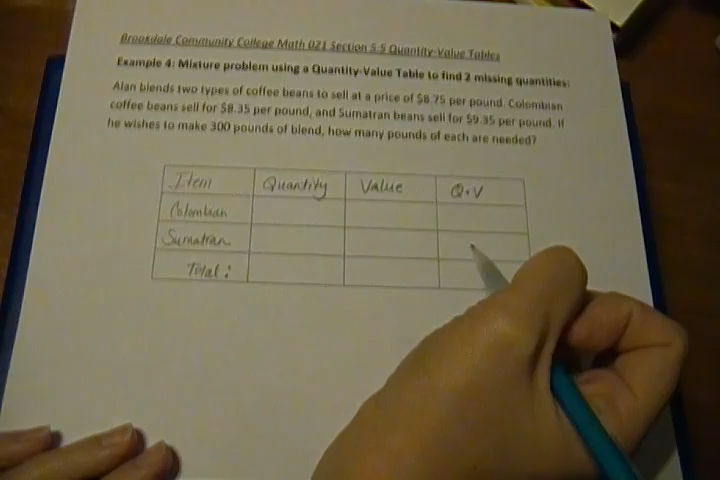 Brookdale Community College Math 021 Section 5.5 Quantity-Value Tables
Example 4: Mixture problem using a Quantity-Value Table to find 2 missing quantities:
Alan blends two types of coffee beans to sell at a price of $8.75 per pound. Colombian
coffee beans sell for $8.35 per pound, and Sumatran beans sell for $9.35 per pound. If
he wishes to make 300 pounds of blend, how many pounds of each are needed?
Item Quantity Value Q•V
Colombian
Sumatran
Total: